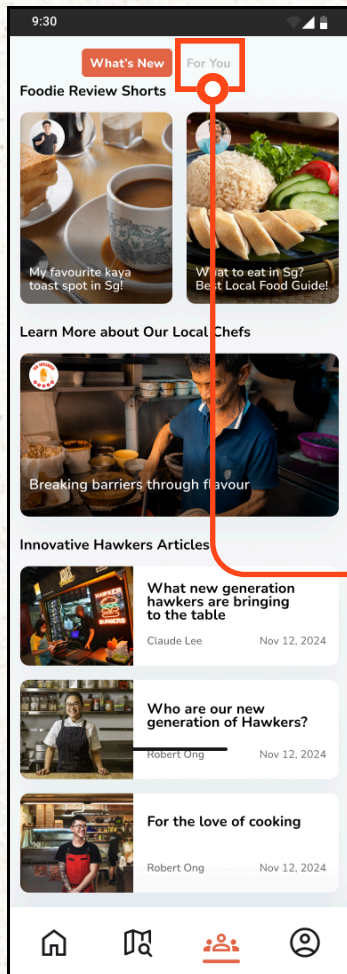 9:30
What's New
For You
Foodie Review Shorts
My favourite kaya
toast spot in Sg!
What to eat in Sg?
Best Local Food Guide!
Learn More about Our Local Chefs
Breaking barriers through flavour
Innovative Hawkers Articles
HAWKER
BURGERS
What new generation
hawkers are bringing
to the table
Claude Lee
Nov 12, 2024
Who are our new
generation of Hawkers?
Robert Ong
Nov 12, 2024
For the love of cooking
Robert Ong
Nov 12, 2024